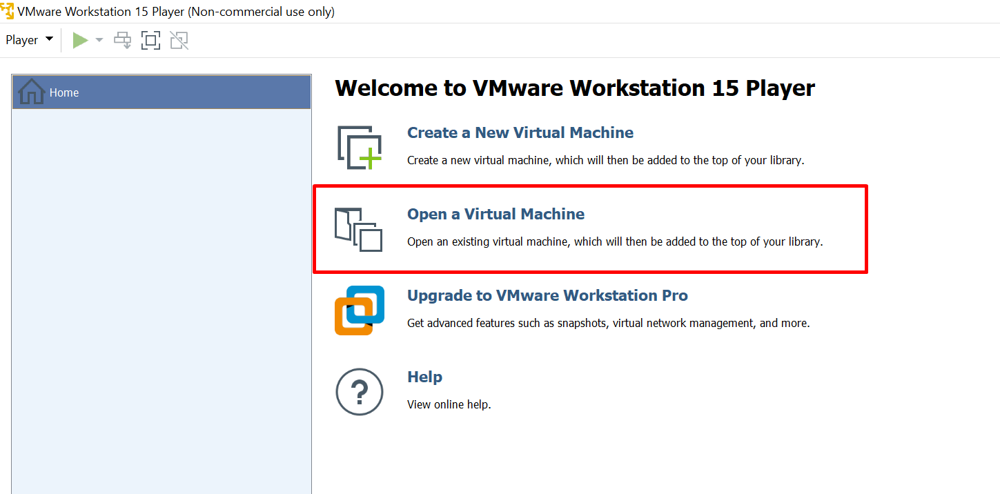 VMware Workstation 15 Player (Non-commercial use only)
Player
Home
Welcome to VMware Workstation 15 Player
Create a New Virtual Machine
Create a new virtual machine, which will then be added to the top of your library.
Open a Virtual Machine
Open an existing virtual machine, which will then be added to the top of your library.
Upgrade to VMware Workstation Pro
Get advanced features such as snapshots, virtual network management, and more.
?
Help
View online help.